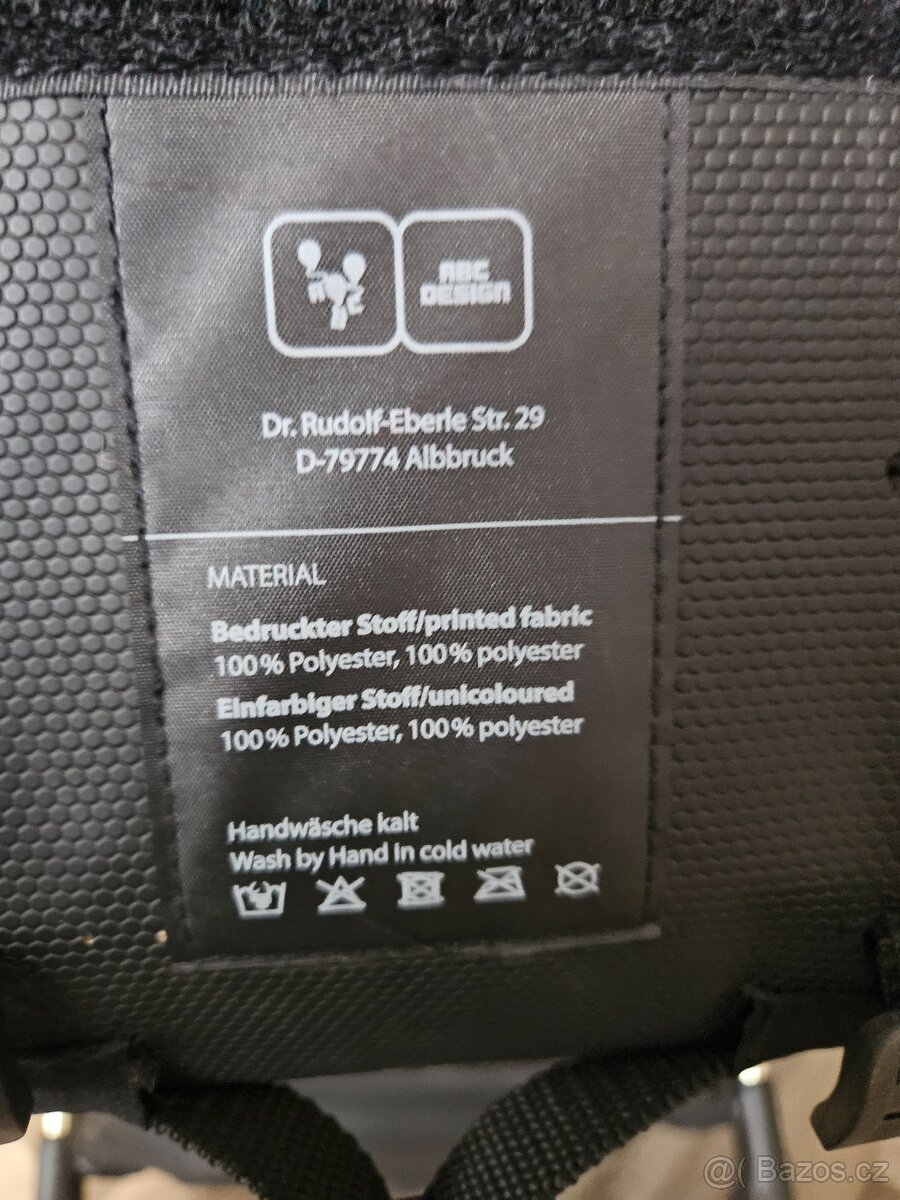 ABC
DESIGN
Dr. Rudolf-Eberle Str. 29
D-79774 Albbruck
MATERIAL
Bedruckter Stoff/printed fabric
100% Polyester, 100% polyester
Einfarbiger Stoff/unicoloured
100% Polyester, 100% polyester
Handwäsche kalt
Wash by Hand in cold water
@( Bazos.cz